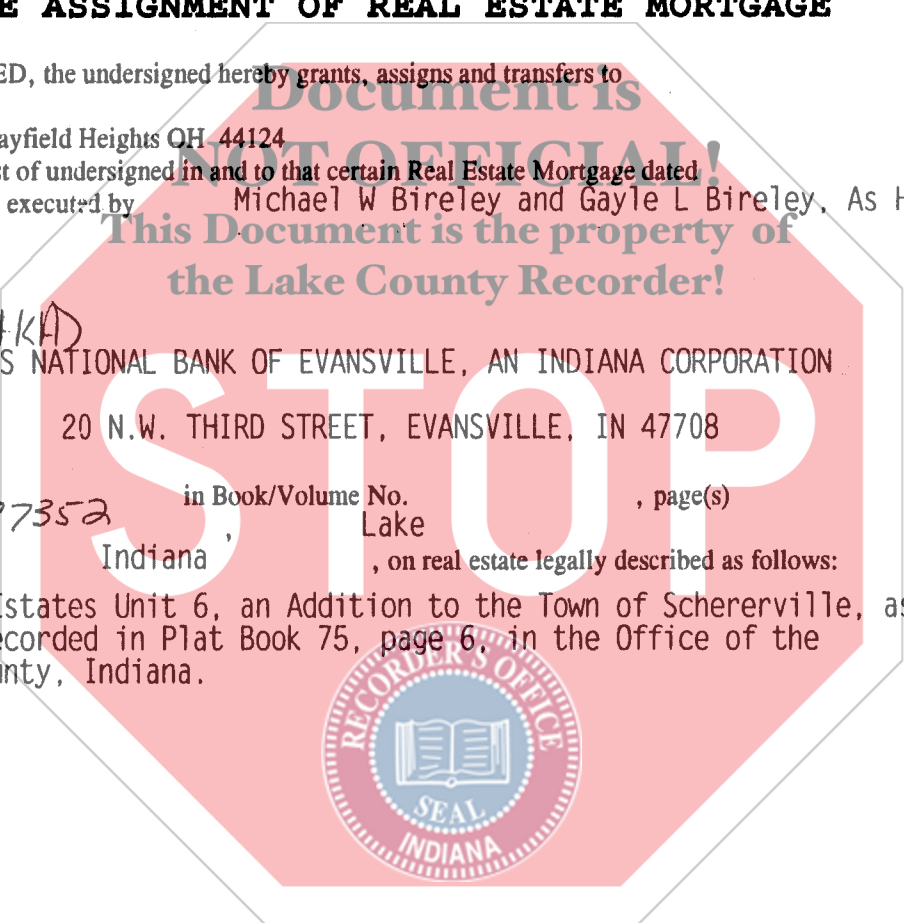 E ASSIGNMENT OF REAL ESTATE MORTGAGE
ED, the undersigned hereby grants, assigns and transfers to
Document is
ayfield Heights OH 44124
NOT OFFICIAL!
st of undersigned in and to that certain Real Estate Mortgage dated
executed by Michael W Bireley and Gayle L Bireley, As H
This Document is the property of
the Lake County Recorder!
AKA
S NATIONAL BANK OF EVANSVILLE, AN INDIANA CORPORATION
STOP
20 N.W. THIRD STREET, EVANSVILLE, IN 47708
in Book/Volume No. , page(s)
7352 , Lake
Indiana , on real estate legally described as follows:
Estates Unit 6, an Addition to the Town of Schererville, as
ecorded in Plat Book 75, page 6, in the Office of the
unty, Indiana.
RECORDER'S OFFICE
SEAL
INDIANA